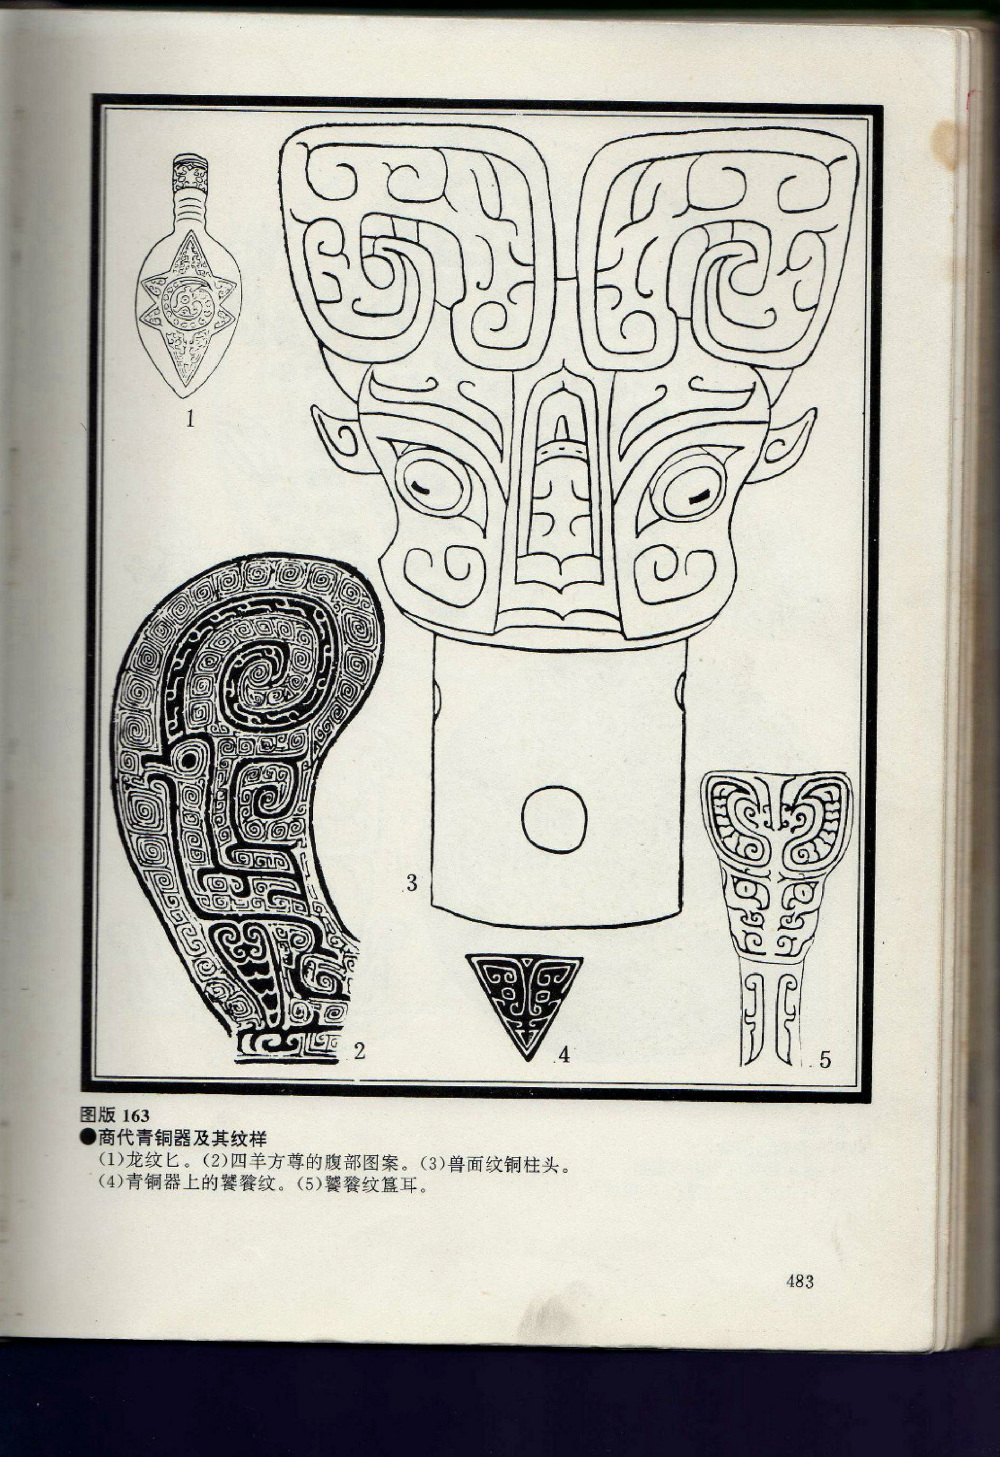 1
3
2
4
5
图版 163
●商代青铜器及其纹样
(1)龙纹匕。(2)四羊方尊的腹部图案。(3)兽面纹铜柱头。
(4)青铜器上的饕餮纹。(5)饕餮纹簋耳。
483